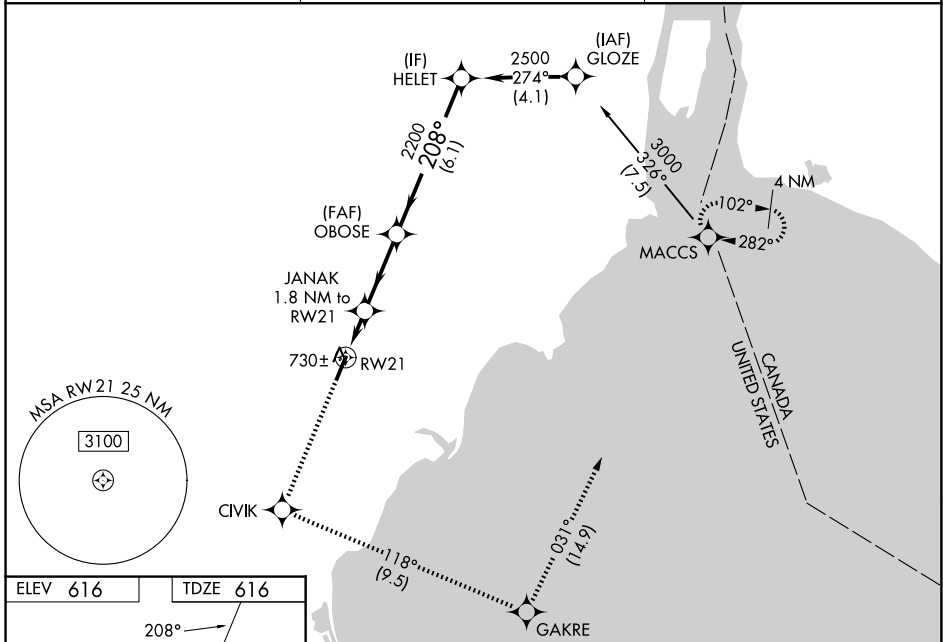 (IF)
HELET
2500
274°
(4.1)
(IAF)
GLOZE
2200
208°
(6.1)
3000
326°
(7.5)
4 NM
102°
282°
MACCS
(FAF)
OBOSE
JANAK
1.8 NM to
RW21
730±
RW21
CANADA
UNITED STATES
MSA RW21 25 NM
3100
CIVIK
118°
(9.5)
031°
(14.9)
GAKRE
ELEV 616
TDZE 616
208°